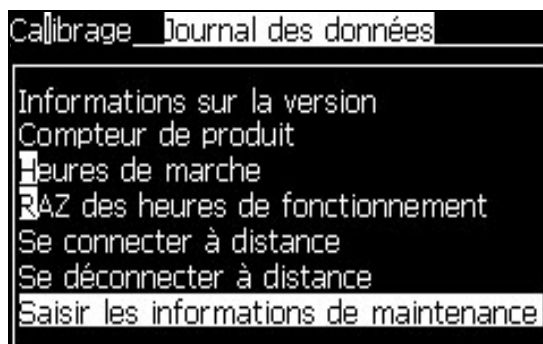 Calibrage Journal des données
Informations sur la version
Compteur de produit
Heures de marche
RAZ des heures de fonctionnement
Se connecter à distance
Se déconnecter à distance
Saisir les informations de maintenance